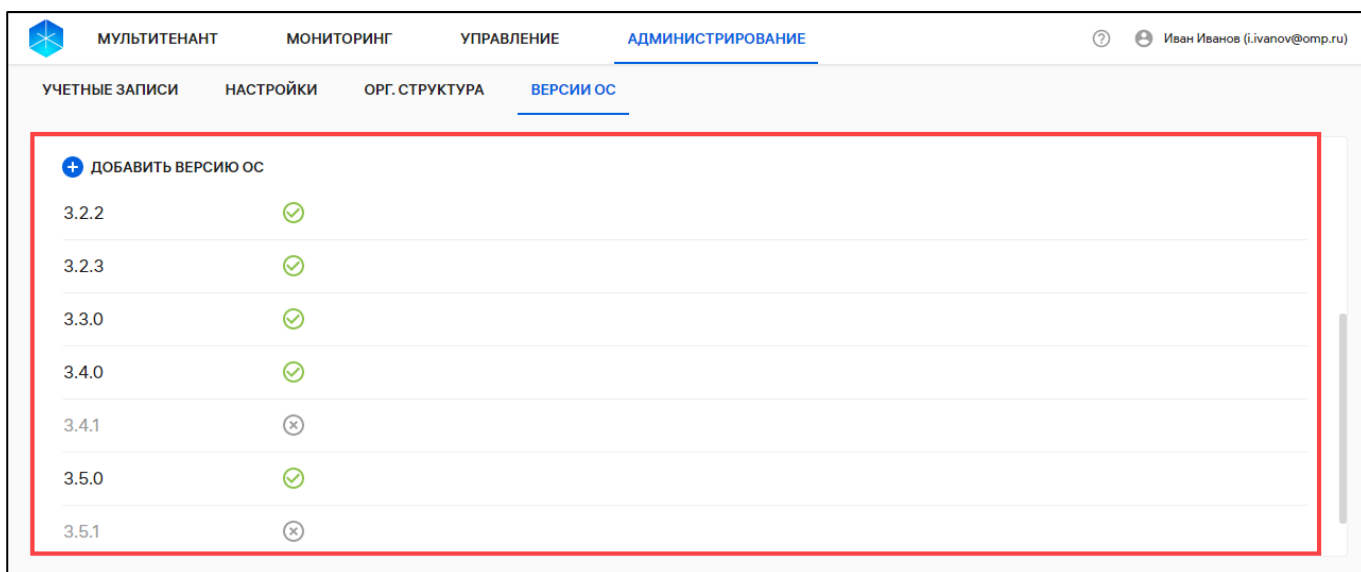 МУЛЬТИТЕНАНТ МОНИТОРИНГ УПРАВЛЕНИЕ АДМИНИСТРИРОВАНИЕ ? Иван Иванов (i.ivanov@omp.ru)
УЧЕТНЫЕ ЗАПИСИ НАСТРОЙКИ ОРГ. СТРУКТУРА ВЕРСИИ ОС
ДОБАВИТЬ ВЕРСИЮ ОС
3.2.2
3.2.3
3.3.0
3.4.0
3.4.1
3.5.0
3.5.1